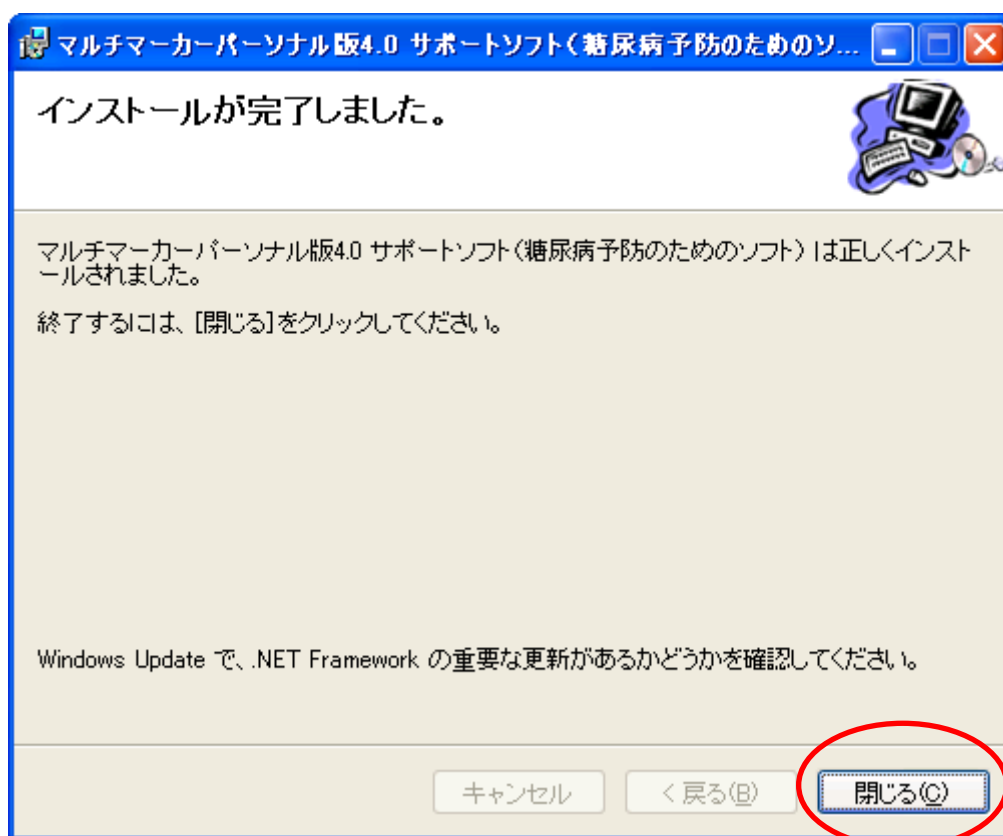 マルチマーカーパーソナル版4.0 サポートソフト(糖尿病予防のためのソ...
インストールが完了しました。
マルチマーカーパーソナル版4.0 サポートソフト(糖尿病予防のためのソフト) は正しくインスト
ールされました。
終了するには、[閉じる]をクリックしてください。
Windows Update で、.NET Framework の重要な更新があるかどうかを確認してください。
キャンセル
< 戻る(B)
閉じる(C)